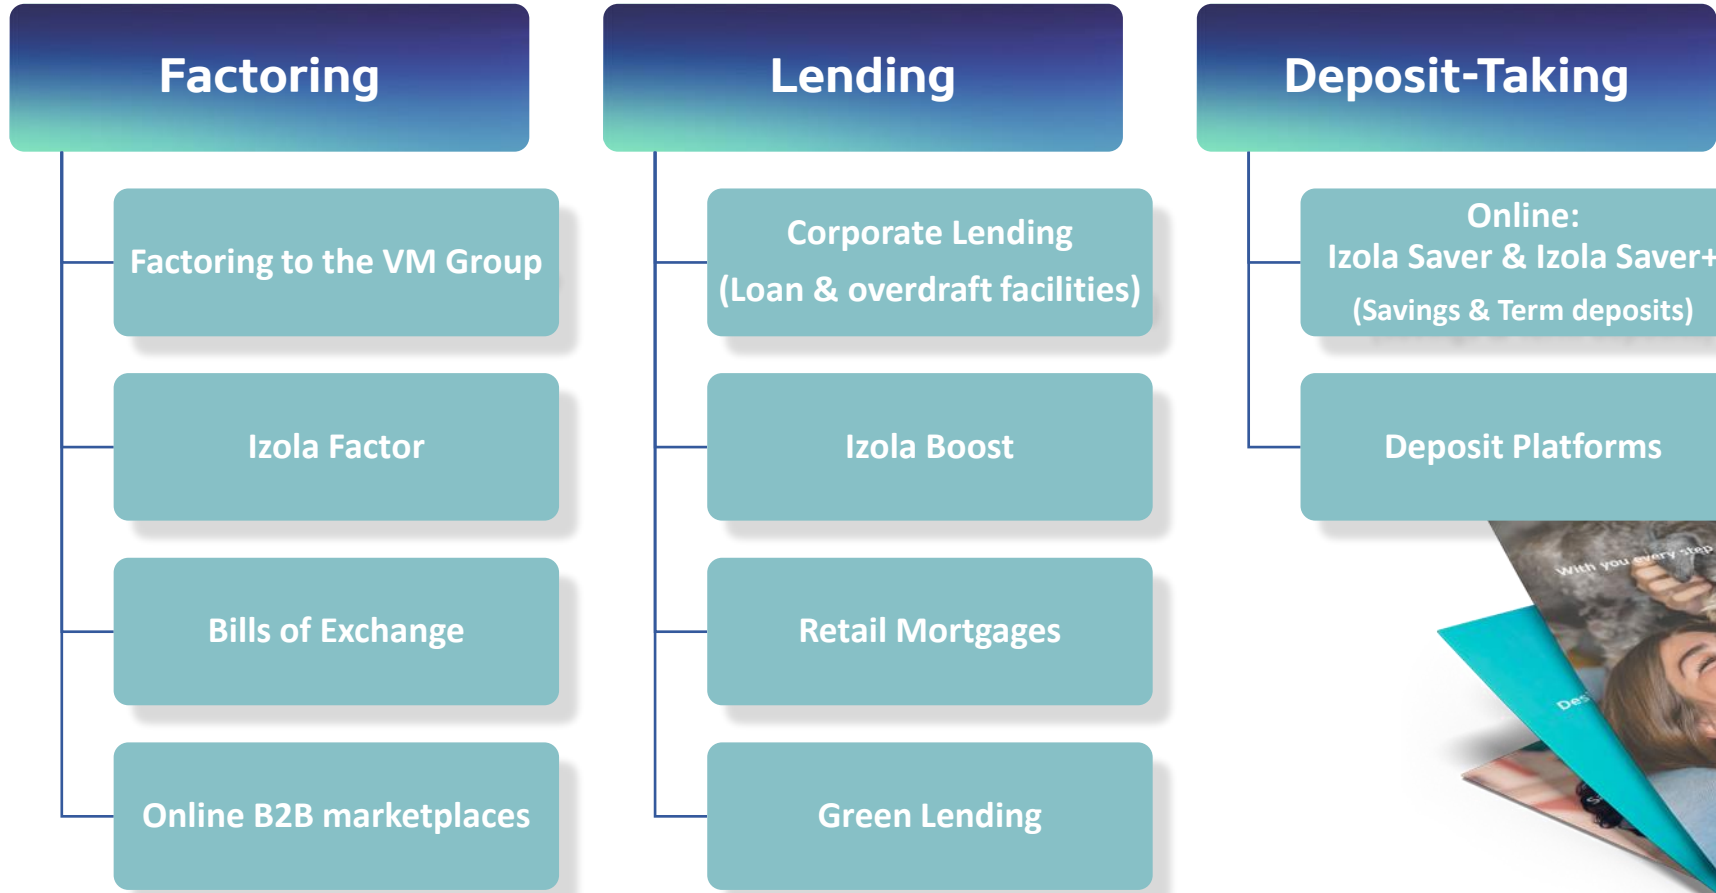 Factoring
Factoring to the VM Group
Izola Factor
Bills of Exchange
Online B2B marketplaces
Lending
Corporate Lending
(Loan & overdraft facilities)
Izola Boost
Retail Mortgages
Green Lending
Deposit-Taking
Online:
Izola Saver & Izola Saver+
(Savings & Term deposits)
Deposit Platforms
With you every step